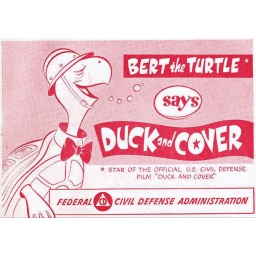 BERT the TURTLE *
says
DUCK and COVER
* STAR OF THE OFFICIAL U.S. CIVIL DEFENSE
FILM "DUCK AND COVER"
FEDERAL CD CIVIL DEFENSE ADMINISTRATION